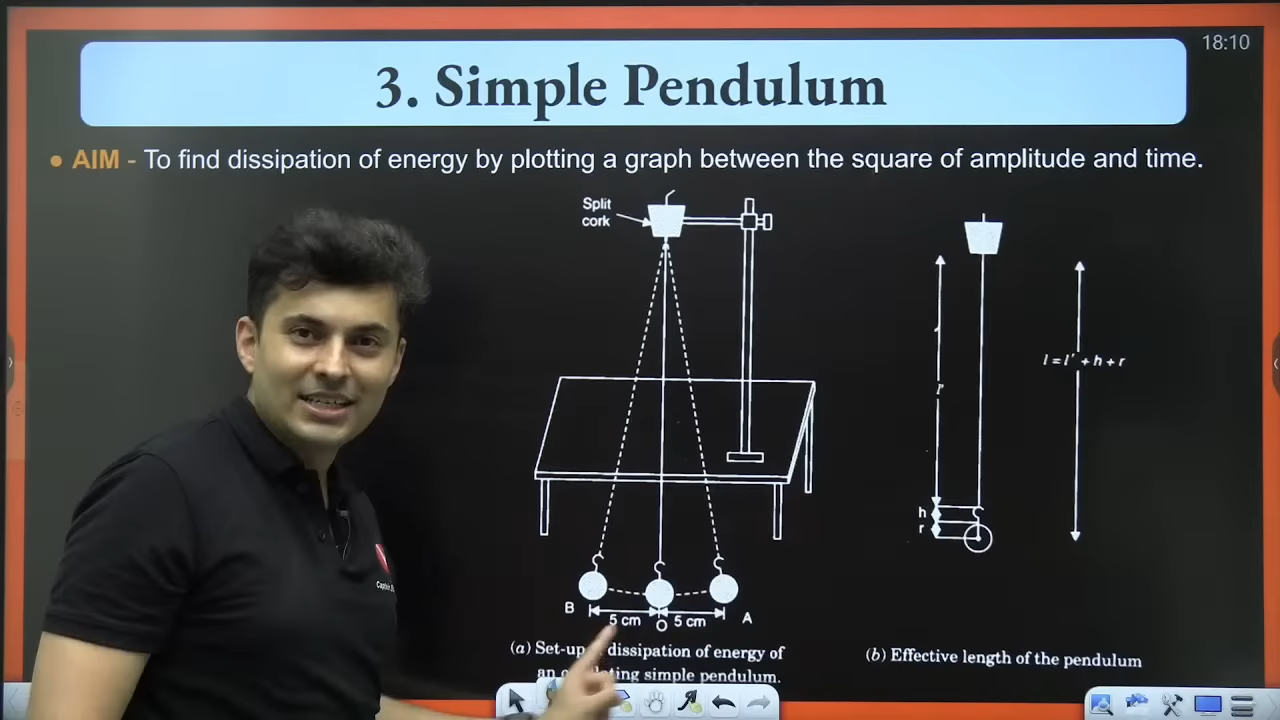 18:10
3. Simple Pendulum
• AIM - To find dissipation of energy by plotting a graph between the square of amplitude and time.
Split
cork
l = l' + h + r
l'
h
r
B
5 cm
O
5 cm
A
(a) Set-up dissipation of energy of
an simple pendulum.
(b) Effective length of the pendulum